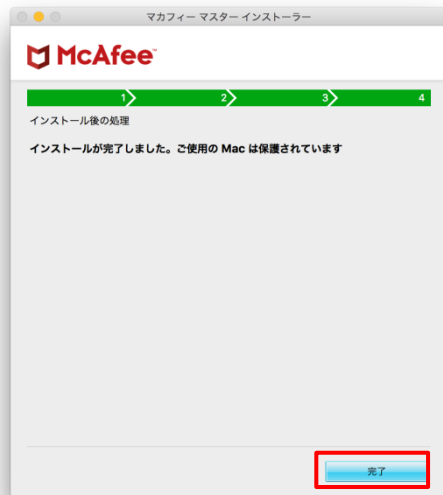 マカフィー マスター インストーラー
McAfee™
1 2 3 4
インストール後の処理
インストールが完了しました。ご使用の Mac は保護されています
完了